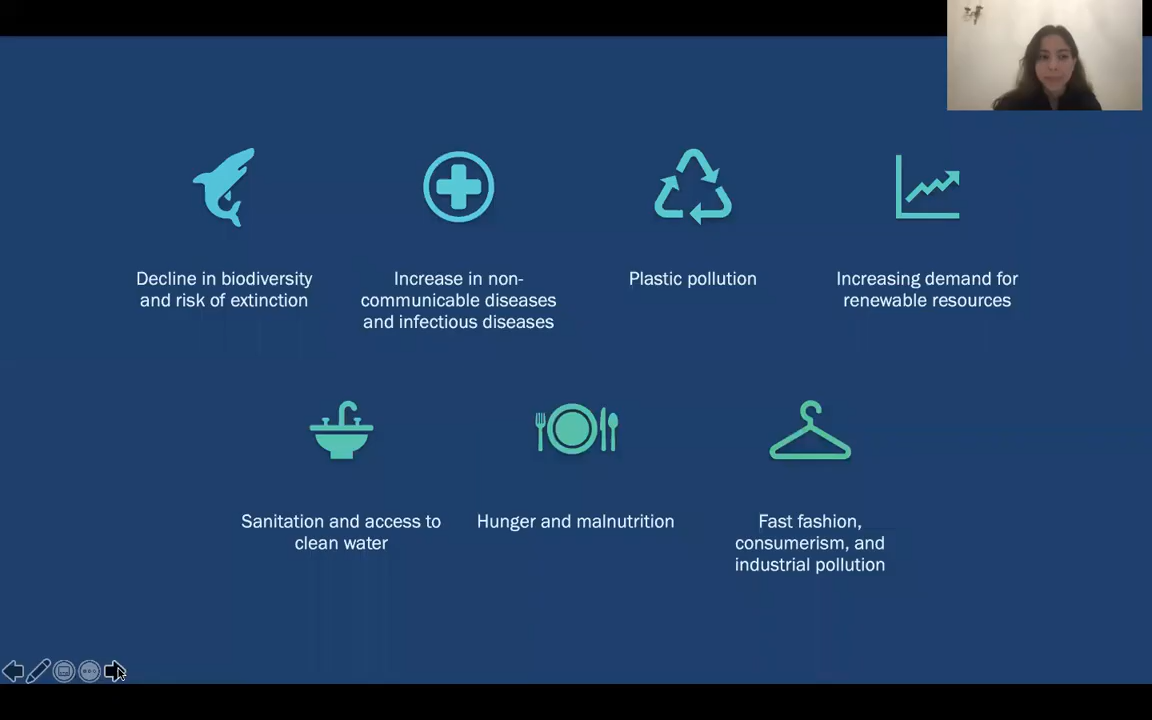 Decline in biodiversity
and risk of extinction
Increase in non-
communicable diseases
and infectious diseases
Plastic pollution
Increasing demand for
renewable resources
Sanitation and access to
clean water
Hunger and malnutrition
Fast fashion,
consumerism, and
industrial pollution